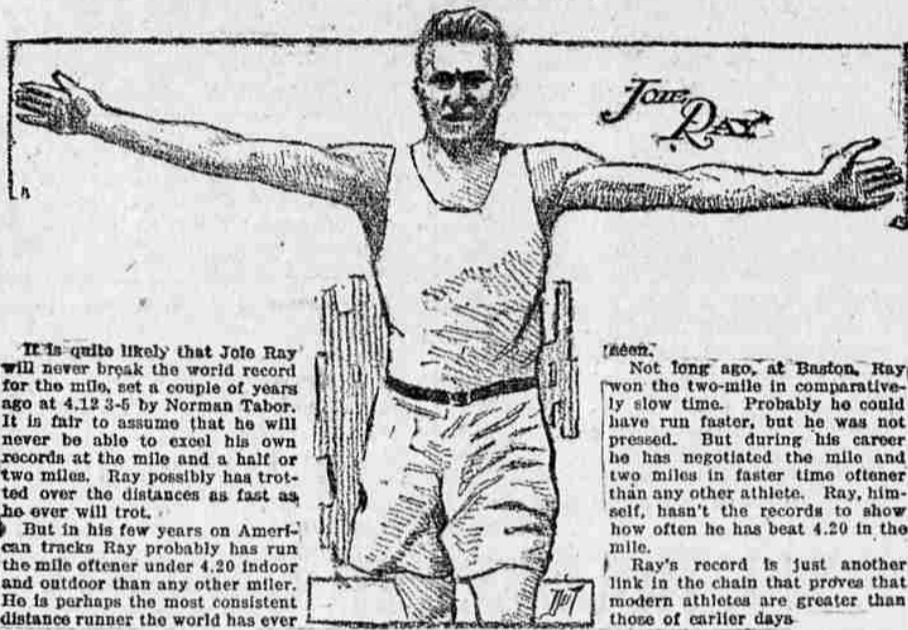 JOIE
RAY
It is quite likely that Joie Ray
will never break the world record
for the mile, set a couple of years
ago at 4.12 3-5 by Norman Tabor.
It is fair to assume that he will
never be able to excel his own
records at the mile and a half or
two miles. Ray possibly has trot-
ted over the distances as fast as
he ever will trot.
But in his few years on Ameri-
can tracks Ray probably has run
the mile oftener under 4.20 indoor
and outdoor than any other miler.
He is perhaps the most consistent
distance runner the world has ever
seen.
Not long ago, at Baston, Ray
won the two-mile in comparative-
ly slow time. Probably he could
have run faster, but he was not
pressed. But during his career
he has negotiated the mile and
two miles in faster time oftener
than any other athlete. Ray, him-
self, hasn't the records to show
how often he has beat 4.20 in the
mile.
Ray's record is just another
link in the chain that proves that
modern athletes are greater than
those of earlier days